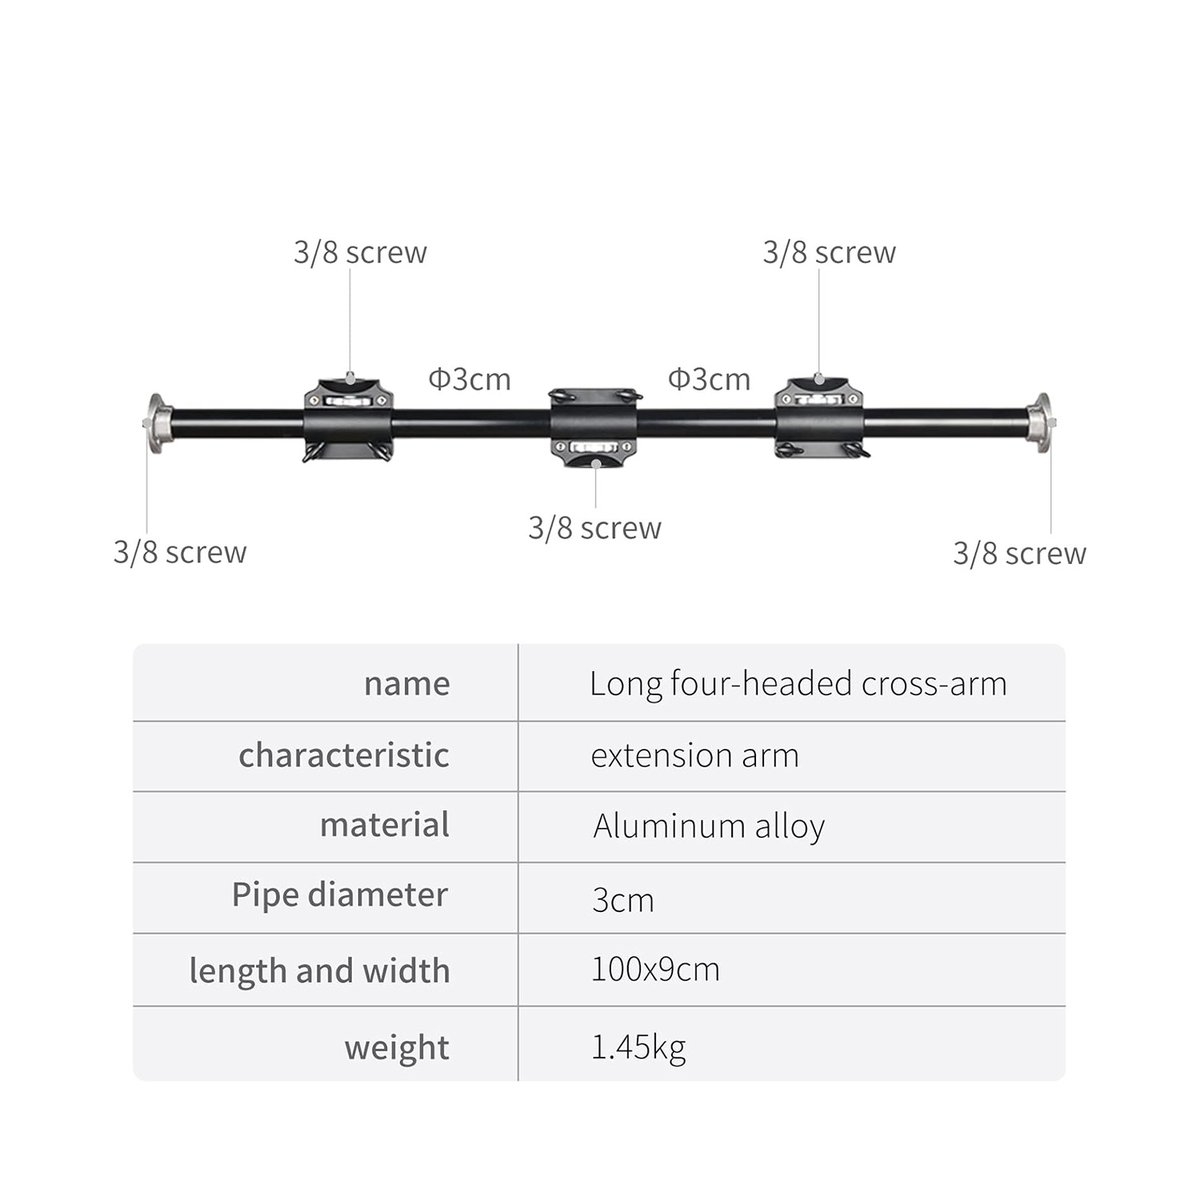 3/8 screw
3/8 screw
Φ3cm
Φ3cm
3/8 screw
3/8 screw
3/8 screw
name
Long four-headed cross-arm
characteristic
extension arm
material
Aluminum alloy
Pipe diameter
3cm
length and width
100x9cm
weight
1.45kg